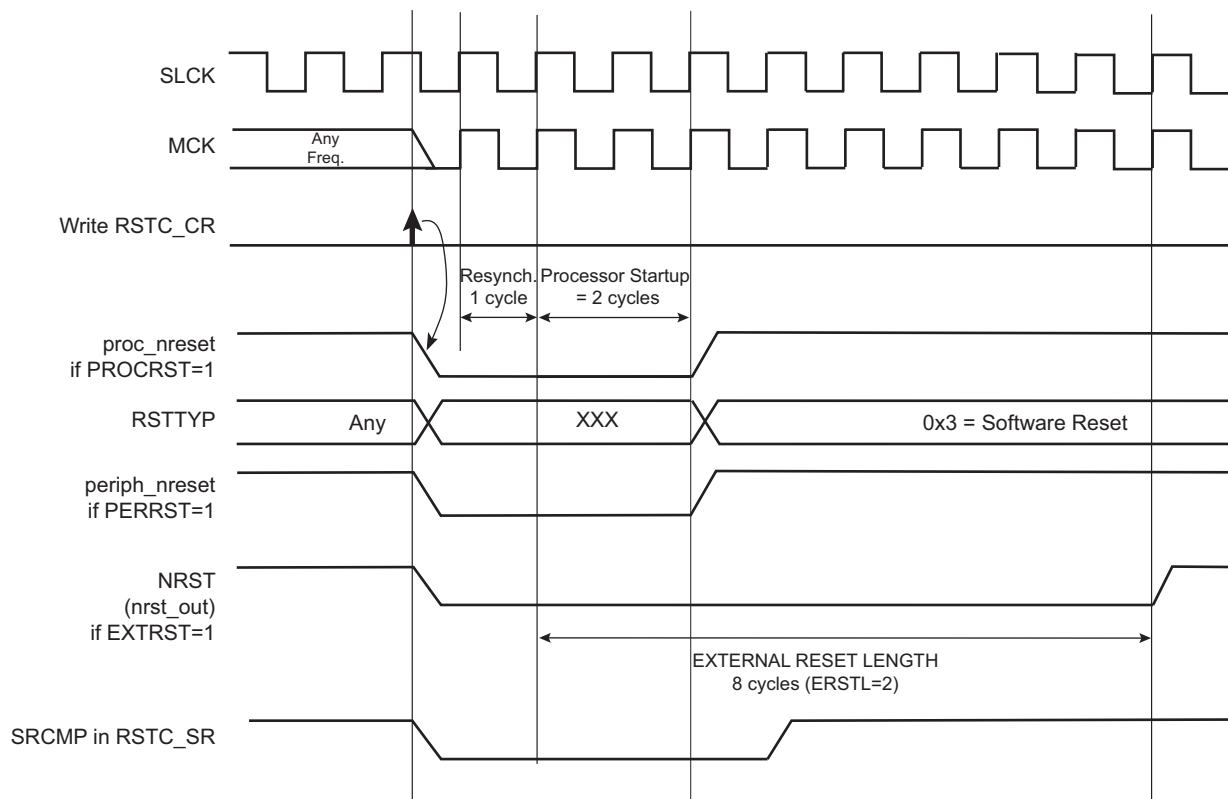 SLCK
MCK
Any
Freq.
Write RSTC_CR
Resynch.
1 cycle
Processor Startup
= 2 cycles
proc_nreset
if PROCRST=1
RSTTYP
Any
XXX
0x3 = Software Reset
periph_nreset
if PERRST=1
NRST
(nrst_out)
if EXTRST=1
EXTERNAL RESET LENGTH
8 cycles (ERSTL=2)
SRCMP in RSTC_SR